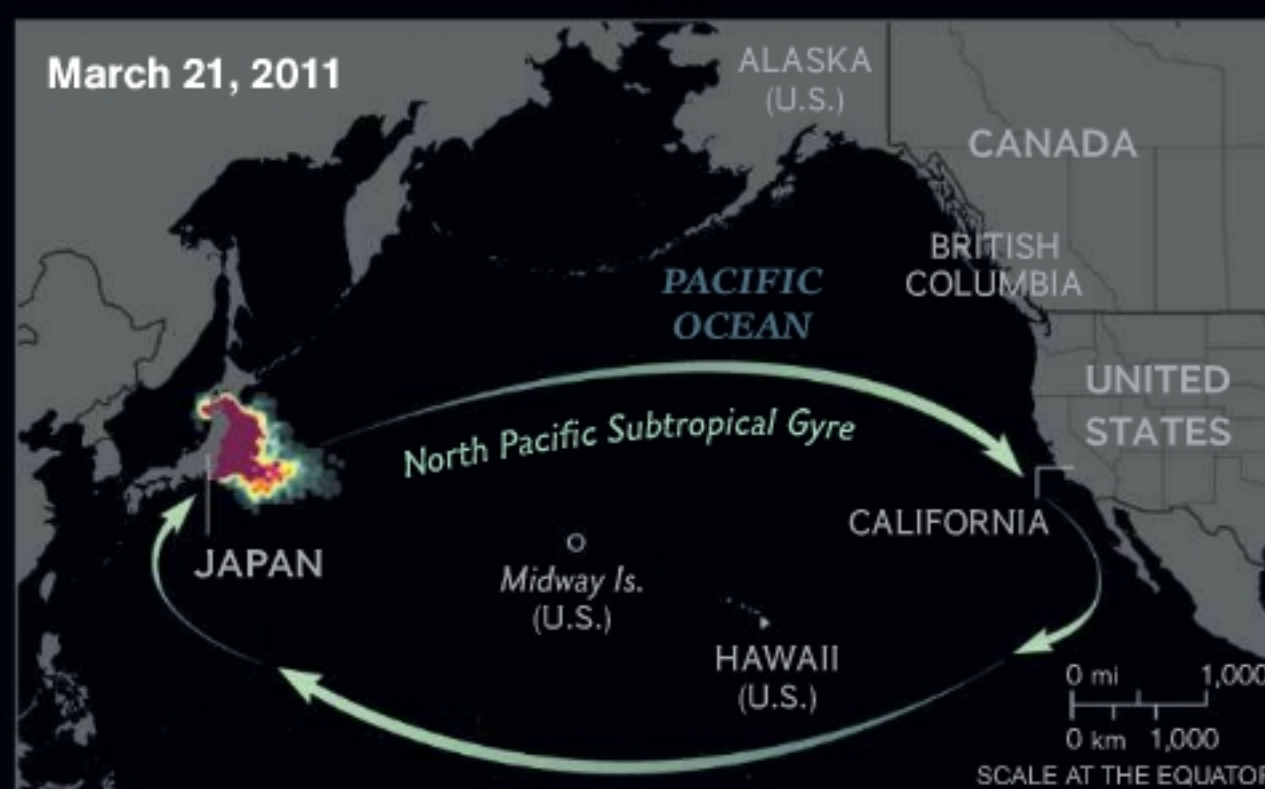 March 21, 2011
ALASKA
(U.S.)
CANADA
BRITISH
COLUMBIA
PACIFIC
OCEAN
UNITED
STATES
North Pacific Subtropical Gyre
CALIFORNIA
JAPAN
Midway Is.
(U.S.)
HAWAII
(U.S.)
0 mi 1,000
0 km 1,000
SCALE AT THE EQUATOR